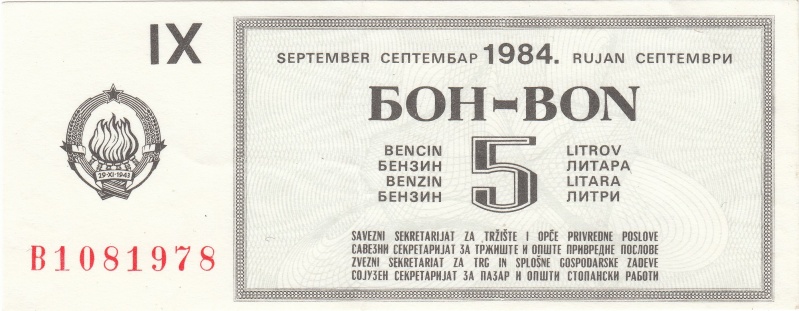 IX
29·XI·1943
B1081978
SEPTEMBER СЕПТЕМБАР 1984. RUJAN СЕПТЕМВРИ
БОН-BON
BENCIN 5 LITROV
БЕНЗИН ЛИТАРА
BENZIN LITARA
БЕНЗИН ЛИТРИ
SAVEZNI SEKRETARIJAT ZA TRŽIŠTE I OPĆE PRIVREDNE POSLOVE
САВЕЗНИ СЕКРЕТАРИЈАТ ЗА ТРЖИШТЕ И ОПШТЕ ПРИВРЕДНЕ ПОСЛОВЕ
ZVEZNI SEKRETARIAT ZA TRG IN SPLOŠNE GOSPODARSKE ZADEVE
СОЈУЗЕН СЕКРЕТАРИЈАТ ЗА ПАЗАР И ОПШТИ СТОПАНСКИ РАБОТИ